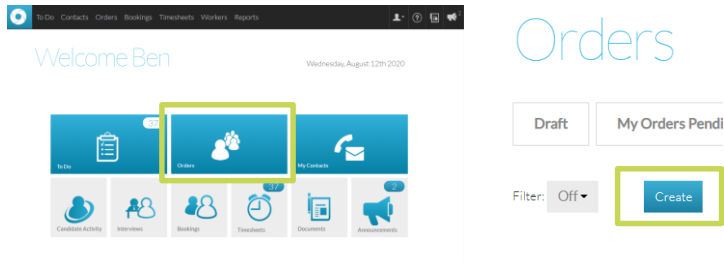 To Do Contacts Orders Bookings Timesheets Workers Reports
2
Welcome Ben
Wednesday, August 12th 2020
37
To Do
Orders
My Contacts
37
2
Candidate Activity
Interviews
Bookings
Timesheets
Documents
Announcements
Orders
Draft
My Orders Pendi
Filter: Off
Create